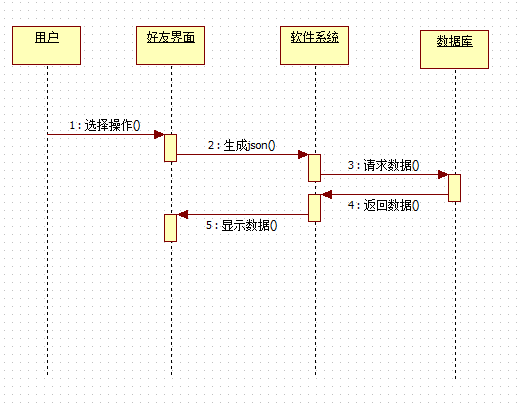 用户
好友界面
软件系统
数据库
1 : 选择操作()
2 : 生成json()
3 : 请求数据()
4 : 返回数据()
5 : 显示数据()